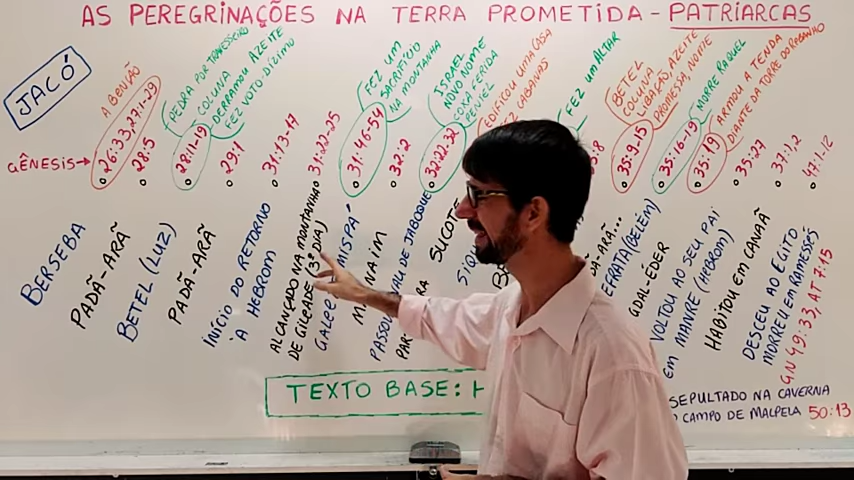 AS PEREGRINAÇÕES NA TERRA PROMETIDA - PATRIARCAS
JACÓ
GÊNESIS→
A BENÇÃO
26:33, 27:1-29
28:5
PEDRA POR TRAVESSEIRO
COLUNA
DERRAMOU AZEITE
FEZ VOTO: DÍZIMO
28:11-19
29:1
31:13-17
31:22-25
FEZ UM
SACRIFÍCIO
NA MONTANHA
31:46-54
32:2
ISRAEL
NOVO NOME
COXA FERIDA
PENIEL
32:22-32
EDIFICOU UMA CASA
CABANAS
FEZ UM ALTAR
BETEL
COLUNA
LIBAÇÃO, AZEITE
PROMESSA, NOME
35:9-15
MORRE RAQUEL
35:16-19
ARMOU A TENDA
DIANTE DA TORRE DO REBANHO
35:19
35:27
37:1,2
47:1-12
BERSEBA
PADÃ-ARÃ
BETEL (LUZ)
PADÃ-ARÃ
INÍCIO DO RETORNO
À HEBROM
ALCANÇADO NA MONTANHA
DE GILEADE (3º DIA)
MISPÁ
SUCOTE
EFRATA (BELÉM)
GDAL-ÉDER
VOLTOU AO SEU PAI
EM MANRE (HEBROM)
HABITOU EM CANAÃ
DESCEU AO EGITO
MORREU EM RAMESSÉS
GN 49:33, AT 7:15
TEXTO BASE: H
SEPULTADO NA CAVERNA
CAMPO DE MALPELA 50:13